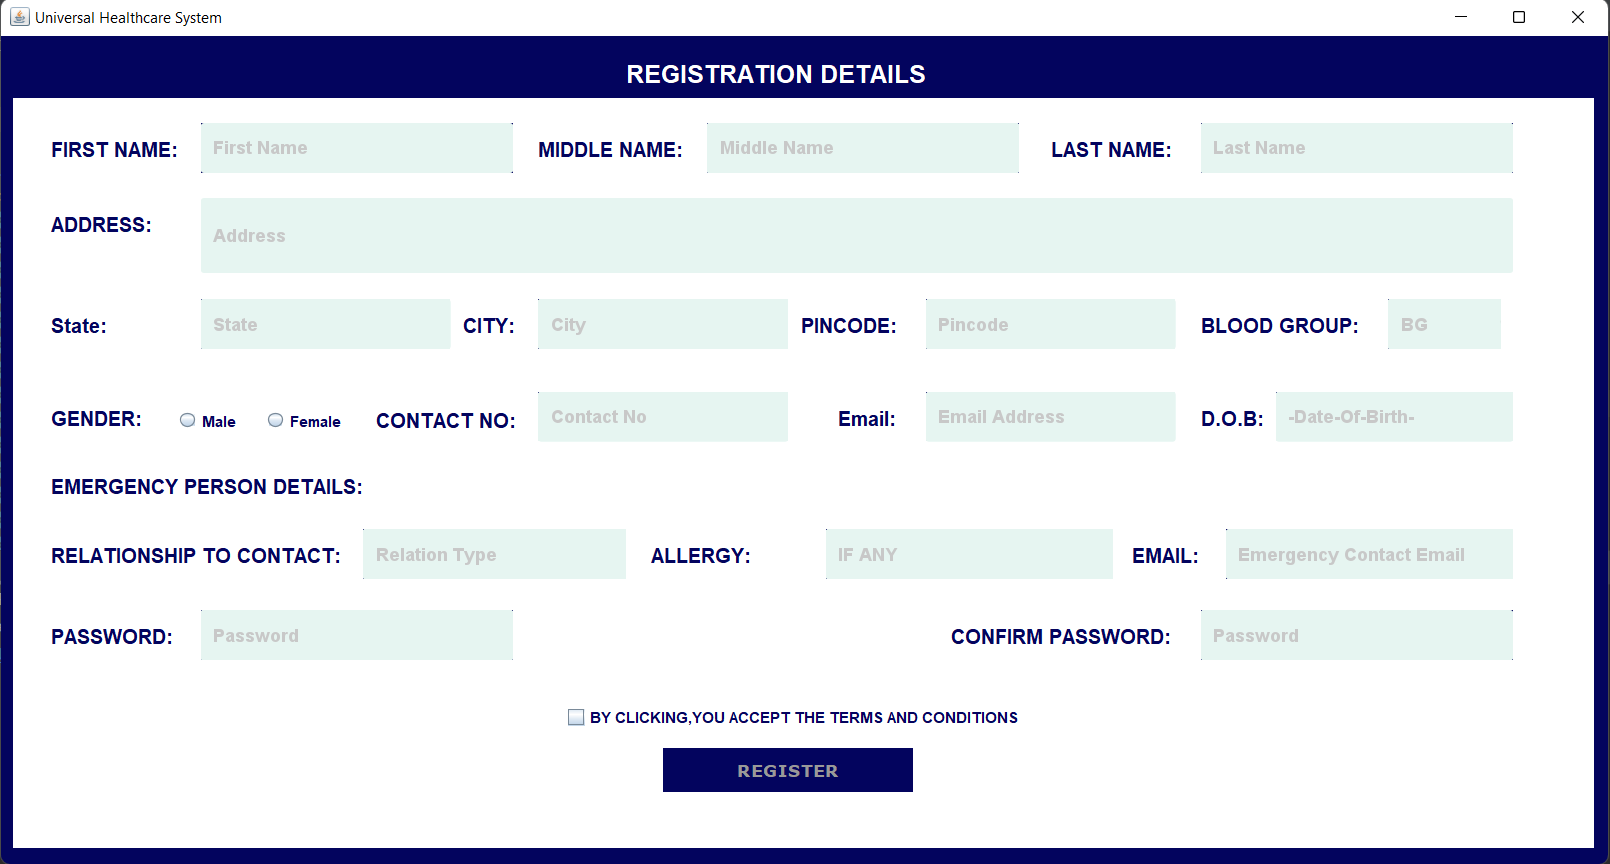 Universal Healthcare System
REGISTRATION DETAILS
FIRST NAME: First Name MIDDLE NAME: Middle Name LAST NAME: Last Name
ADDRESS: Address
State: State CITY: City PINCODE: Pincode BLOOD GROUP: BG
GENDER: Male Female CONTACT NO: Contact No Email: Email Address D.O.B: -Date-Of-Birth-
EMERGENCY PERSON DETAILS:
RELATIONSHIP TO CONTACT: Relation Type ALLERGY: IF ANY EMAIL: Emergency Contact Email
PASSWORD: Password CONFIRM PASSWORD: Password
BY CLICKING,YOU ACCEPT THE TERMS AND CONDITIONS
REGISTER